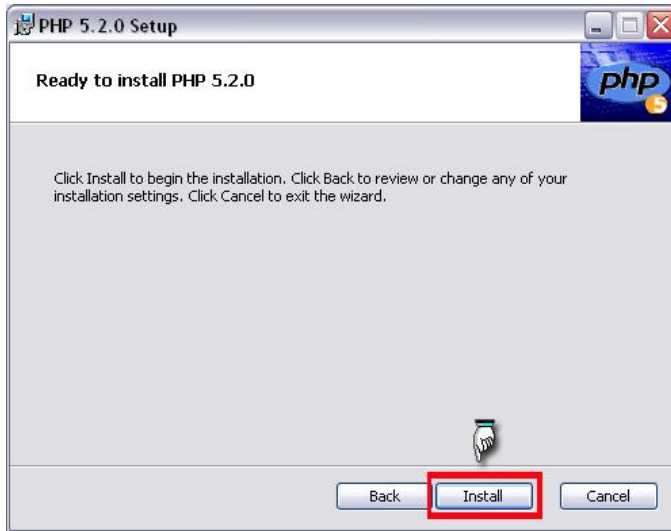 PHP 5.2.0 Setup
Ready to install PHP 5.2.0
php
5
Click Install to begin the installation. Click Back to review or change any of your
installation settings. Click Cancel to exit the wizard.
Back
Install
Cancel